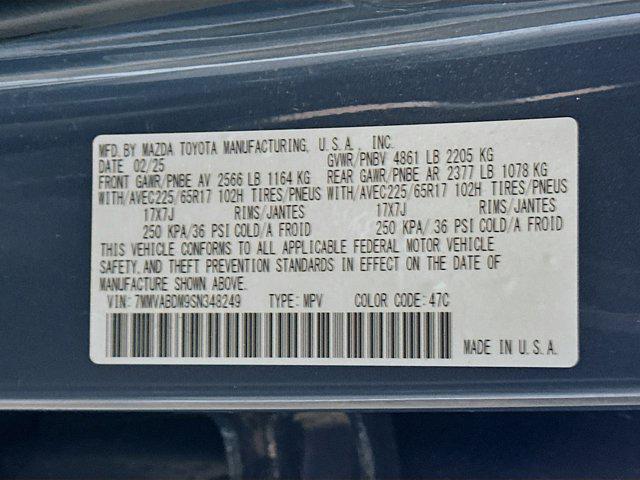 MFD. BY MAZDA TOYOTA MANUFACTURING, U.S.A., INC.
DATE 02/25 GVWR/PNBV 4861 LB 2205 KG
FRONT GAWR/PNBE AV 2566 LB 1164 KG REAR GAWR/PNBE AR 2377 LB 1078 KG
WITH/AVEC225/65R17 102H TIRES/PNEUS WITH/AVEC225/65R17 102H TIRES/PNEUS
17X7J RIMS/JANTES 17X7J RIMS/JANTES
250 KPA/36 PSI COLD/A FROID 250 KPA/36 PSI COLD/A FROID
THIS VEHICLE CONFORMS TO ALL APPLICABLE FEDERAL MOTOR VEHICLE
SAFETY, AND THEFT PREVENTION STANDARDS IN EFFECT ON THE DATE OF
MANUFACTURE SHOWN ABOVE.
VIN: 7MMVABDM9SN348249 TYPE: MPV COLOR CODE: 47C
MADE IN U.S.A.